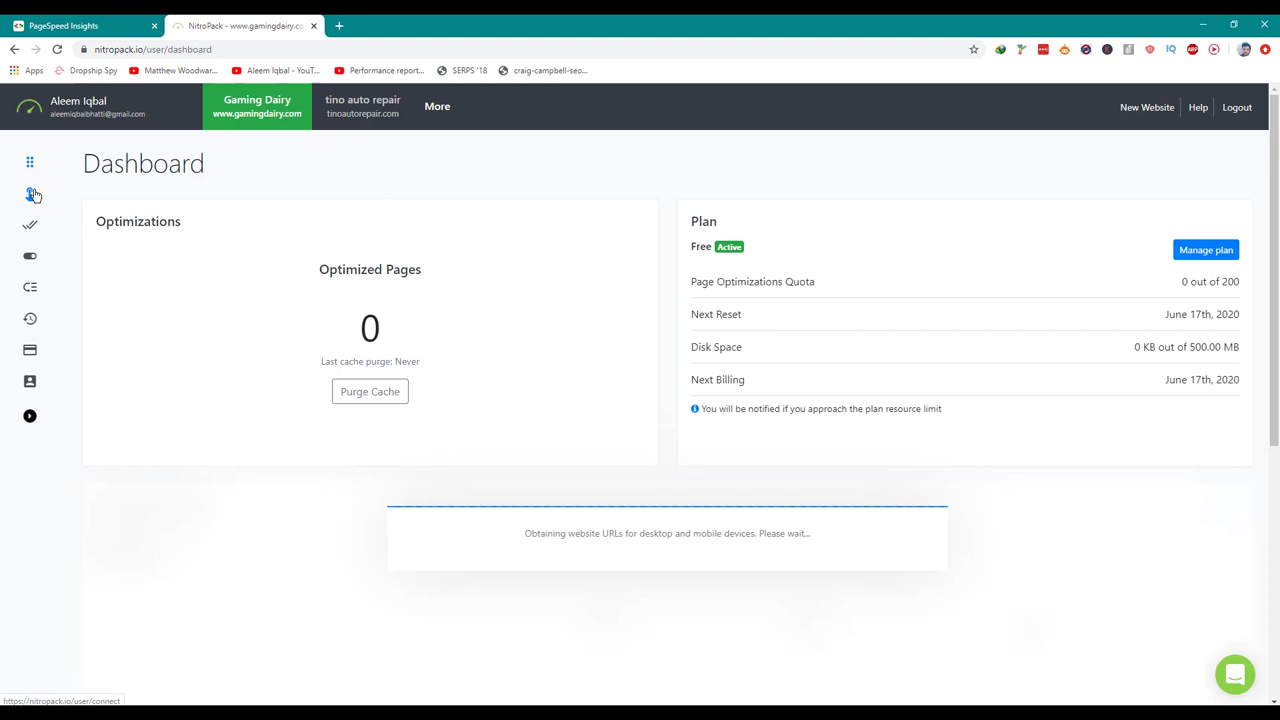 PageSpeed Insights
NitroPack - www.gamingdairy.co
nitropack.io/user/dashboard
Apps
Dropship Spy
Matthew Woodwar...
Aleem Iqbal - YouT...
Performance report...
SERPS '18
craig-campbell-seo...
Aleem Iqbal
aleemiqbalbhatti@gmail.com
Gaming Dairy
www.gamingdairy.com
tino auto repair
tinoautorepair.com
More
New Website
Help
Logout
Dashboard
Optimizations
Optimized Pages
0
Last cache purge: Never
Purge Cache
Plan
Free Active
Manage plan
Page Optimizations Quota 0 out of 200
Next Reset June 17th, 2020
Disk Space 0 KB out of 500.00 MB
Next Billing June 17th, 2020
You will be notified if you approach the plan resource limit
Obtaining website URLs for desktop and mobile devices. Please wait...
https://nitropack.io/user/connect